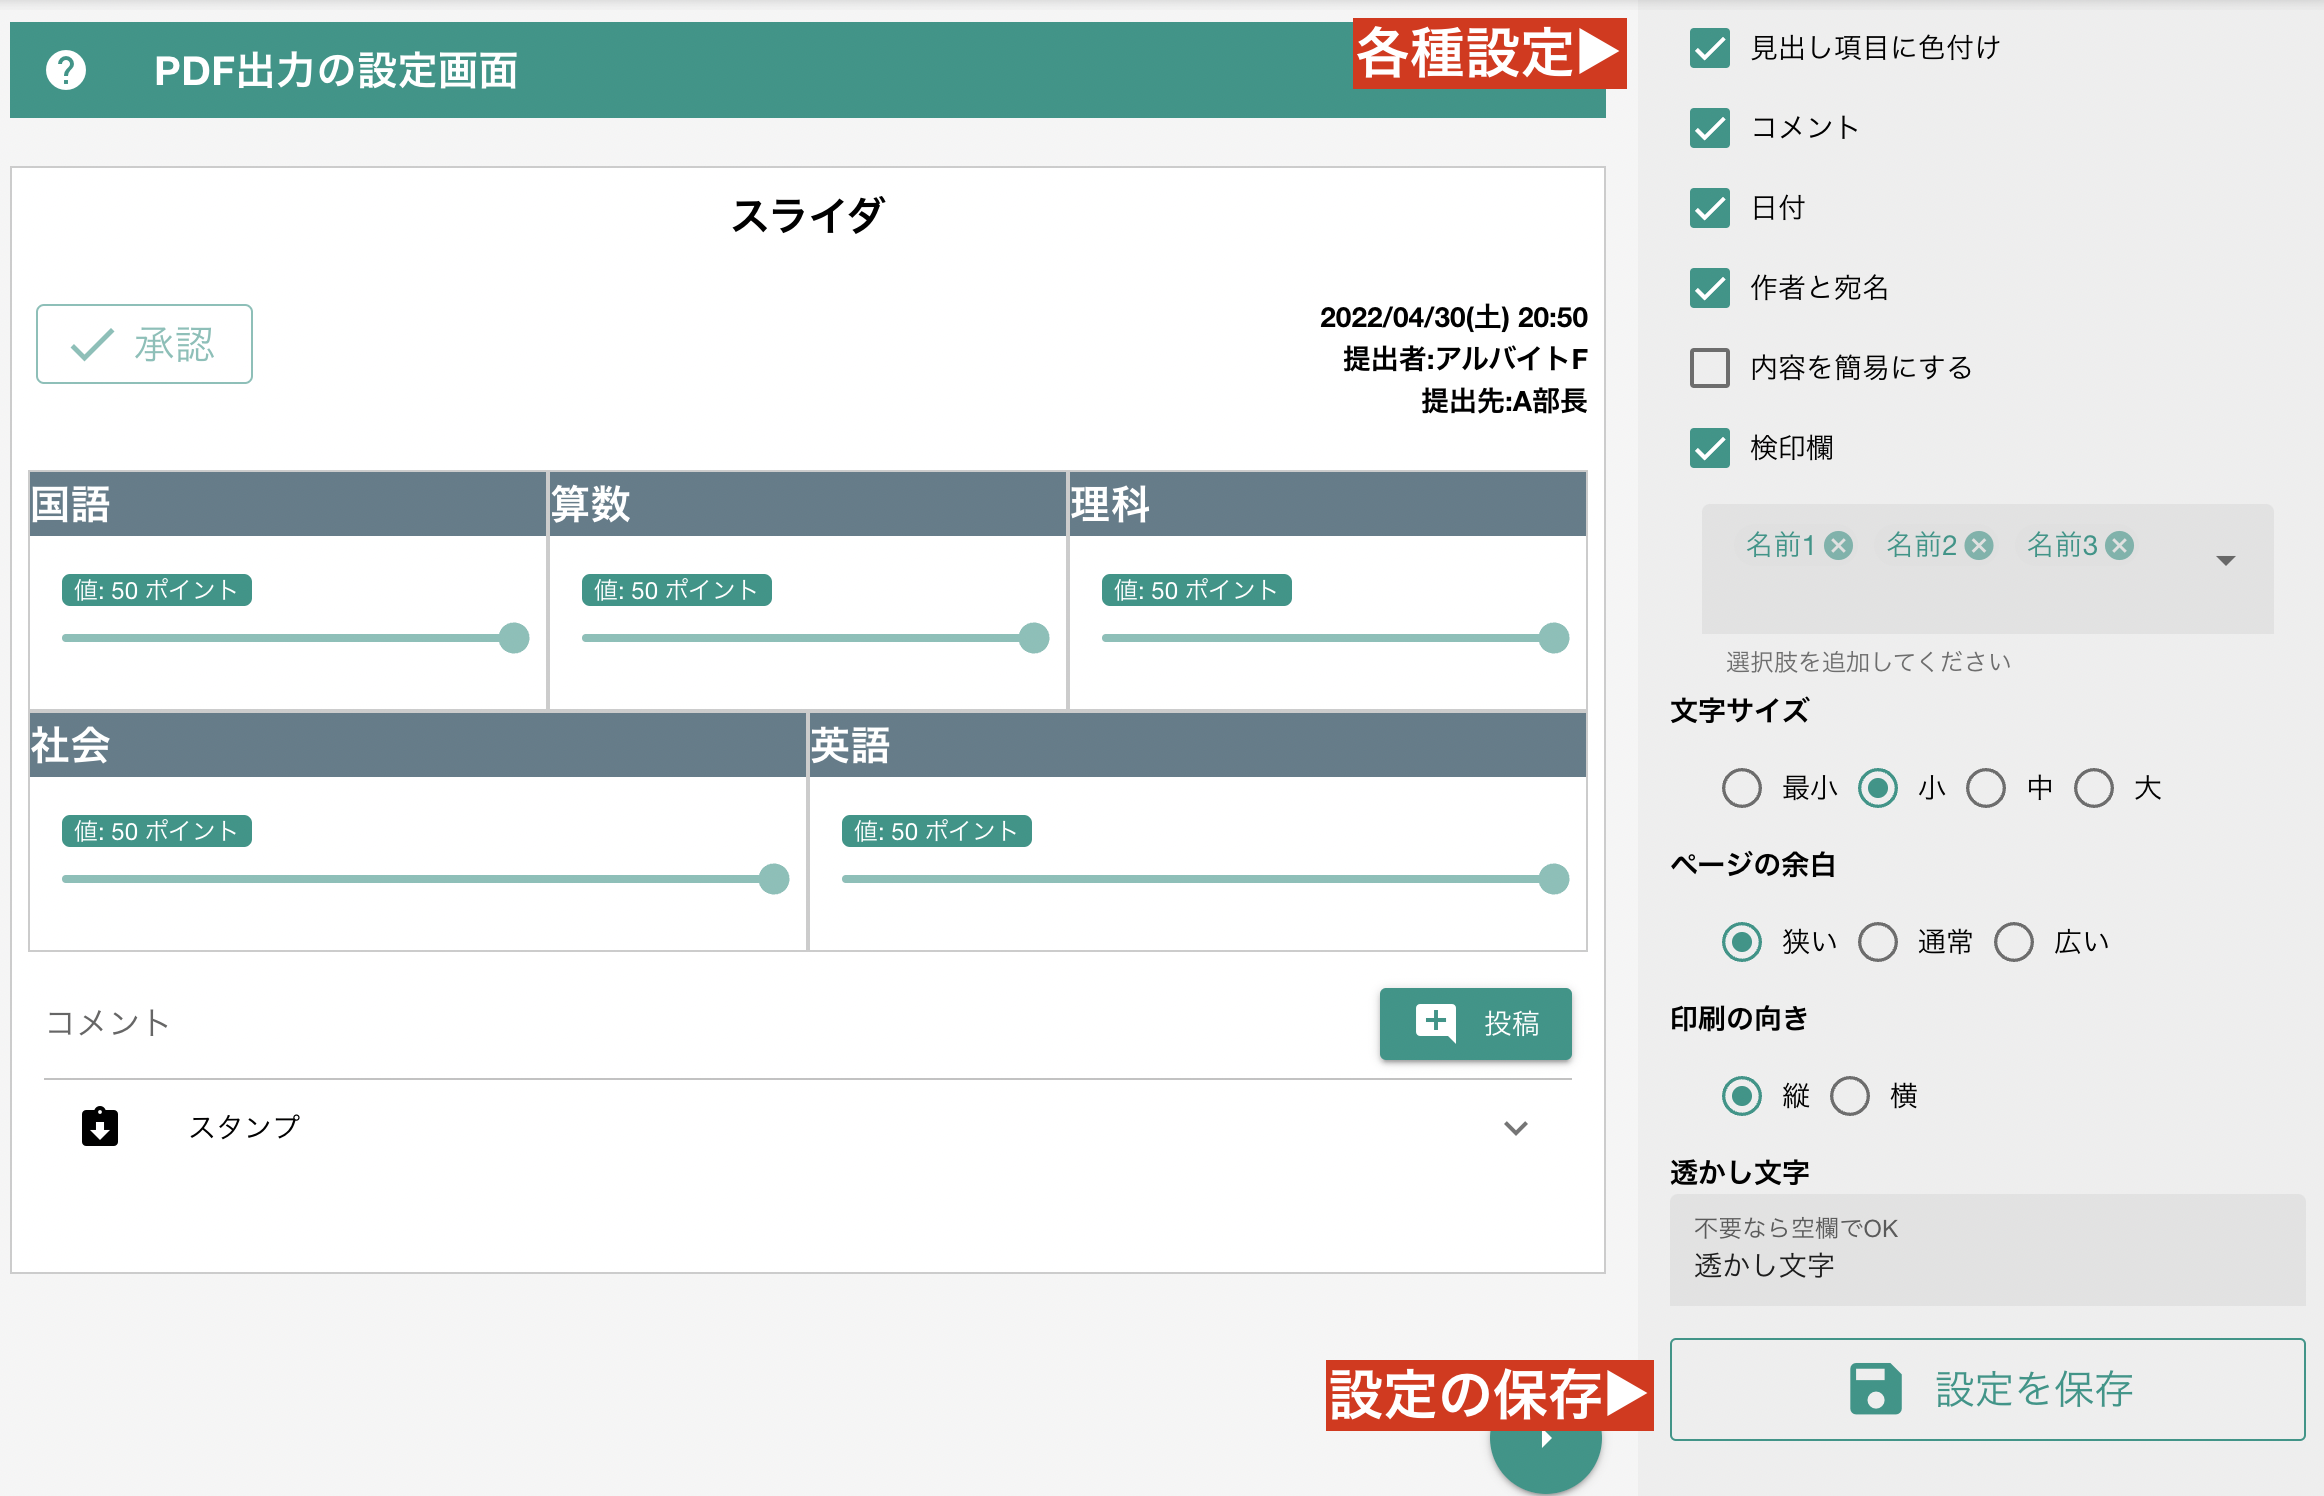 PDF出力の設定画面
各種設定▶
スライダ
承認
2022/04/30(土) 20:50
提出者:アルバイトF
提出先:A部長
国語
算数
理科
値: 50 ポイント
値: 50 ポイント
値: 50 ポイント
社会
英語
値: 50 ポイント
値: 50 ポイント
コメント
投稿
スタンプ
設定の保存▶
見出し項目に色付け
コメント
日付
作者と宛名
内容を簡易にする
検印欄
名前1 名前2 名前3
選択肢を追加してください
文字サイズ
最小 小 中 大
ページの余白
狭い 通常 広い
印刷の向き
縦 横
透かし文字
不要なら空欄でOK
透かし文字
設定を保存